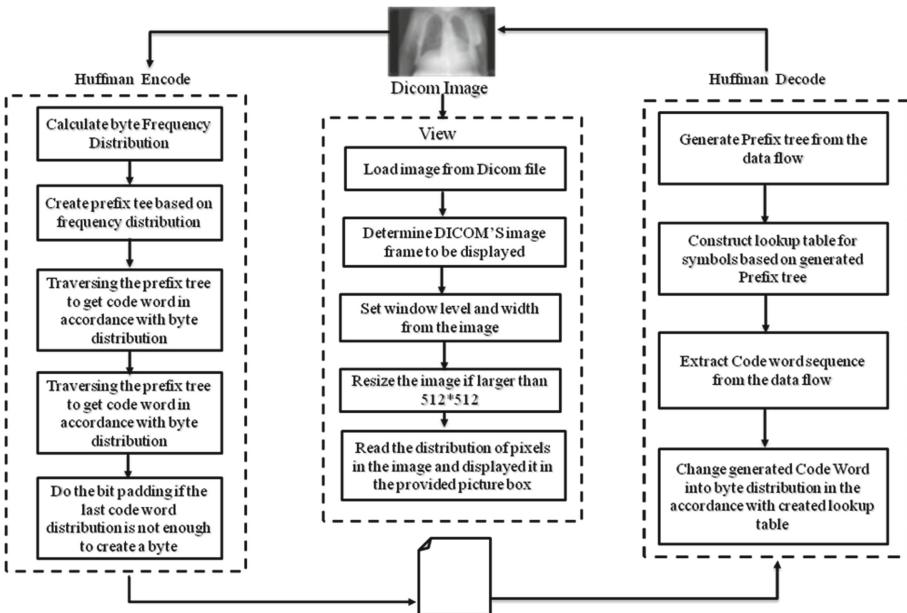 Huffman Encode
Calculate byte Frequency
Distribution
Create prefix tee based on
frequency distribution
Traversing the prefix tree
to get code word in
accordance with byte
distribution
Traversing the prefix tree
to get code word in
accordance with byte
distribution
Do the bit padding if the
last code word
distribution is not enough
to create a byte
Dicom Image
View
Load image from Dicom file
Determine DICOM'S image
frame to be displayed
Set window level and width
from the image
Resize the image if larger than
512*512
Read the distribution of pixels
in the image and displayed it in
the provided picture box
Huffman Decode
Generate Prefix tree from the
data flow
Construct lookup table for
symbols based on generated
Prefix tree
Extract Code word sequence
from the data flow
Change generated Code Word
into byte distribution in the
accordance with created lookup
table